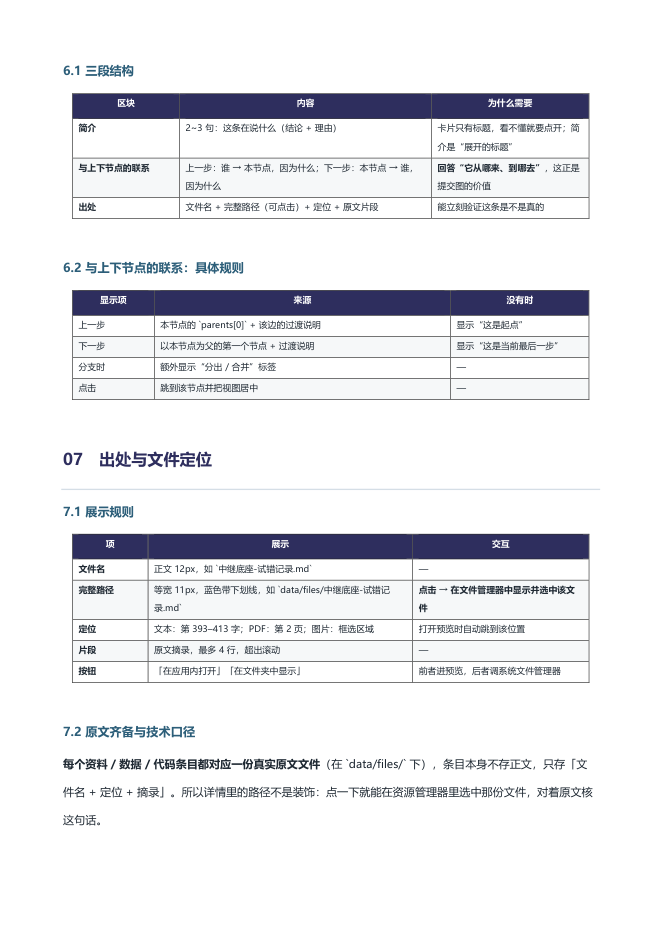 6.1 三段结构
区块 内容 为什么需要
简介 2~3 句：这条在说什么（结论 + 理由） 卡片只有标题，看不懂就要点开；简
介是“展开的标题”
与上下节点的联系 上一步：谁 → 本节点，因为什么；下一步：本节点 → 谁， 回答“它从哪来、到哪去”，这正是
因为什么 提交图的价值
出处 文件名 + 完整路径（可点击）+ 定位 + 原文片段 能立刻验证这条是不是真的
6.2 与上下节点的联系：具体规则
显示项 来源 没有时
上一步 本节点的 `parents[0]` + 该边的过渡说明 显示“这是起点”
下一步 以本节点为父的第一个节点 + 过渡说明 显示“这是当前最后一步”
分支时 额外显示“分出 / 合并”标签 —
点击 跳到该节点并把视图居中 —
07 出处与文件定位
7.1 展示规则
项 展示 交互
文件名 正文 12px，如 `中继底座-试错记录.md` —
完整路径 等宽 11px，蓝色带下划线，如 `data/files/中继底座-试错记 点击 → 在文件管理器中显示并选中该文
录.md` 件
定位 文本：第 393–413 字；PDF：第 2 页；图片：框选区域 打开预览时自动跳到该位置
片段 原文摘录，最多 4 行，超出滚动 —
按钮 「在应用内打开」「在文件夹中显示」 前者进预览，后者调系统文件管理器
7.2 原文齐备与技术口径
每个资料 / 数据 / 代码条目都对应一份真实原文文件（在 `data/files/` 下），条目本身不存正文，只存「文
件名 + 定位 + 摘录」。所以详情里的路径不是装饰：点一下就能在资源管理器里选中那份文件，对着原文核
这句话。